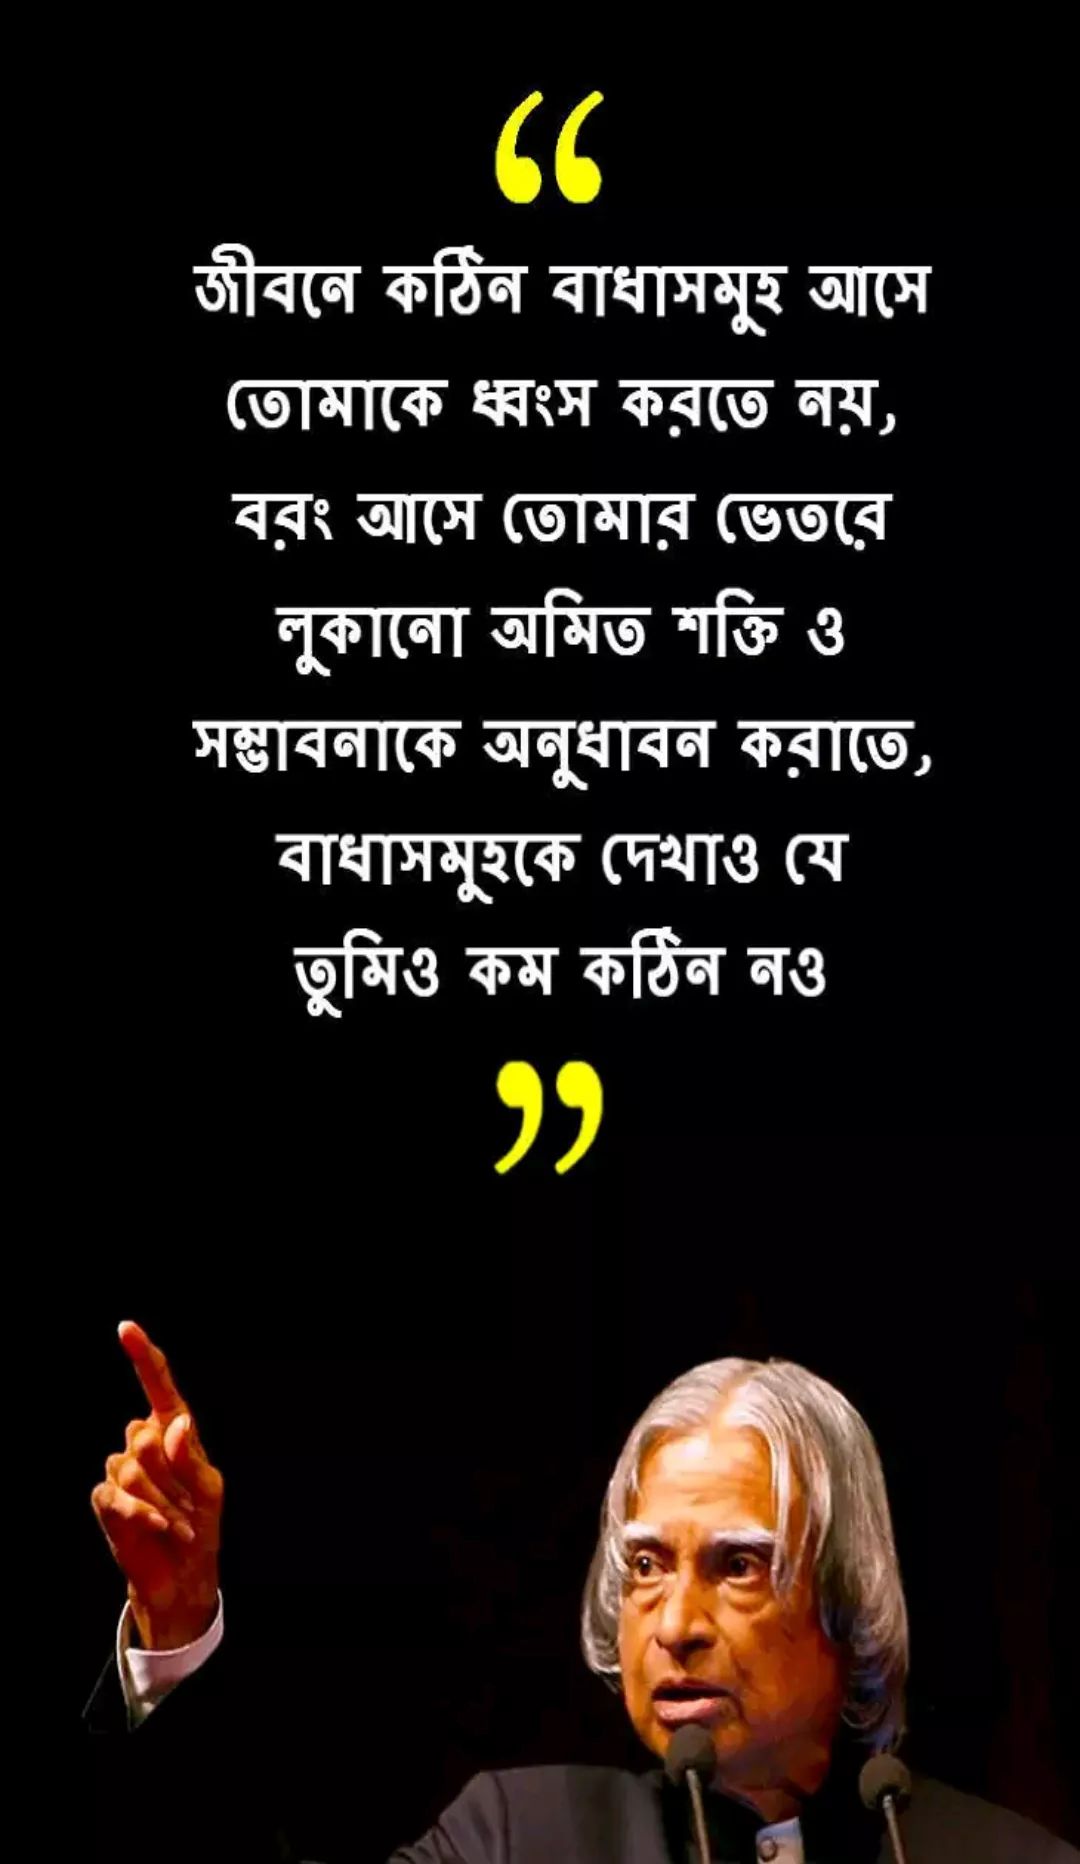 “
জীবনে কঠিন বাধাসমুহ আসে
তোমাকে ধ্বংস করতে নয়,
বরং আসে তোমার ভেতরে
লুকানো অমিত শক্তি ও
সম্ভাবনাকে অনুধাবন করাতে,
বাধাসমুহকে দেখাও যে
তুমিও কম কঠিন নও
”